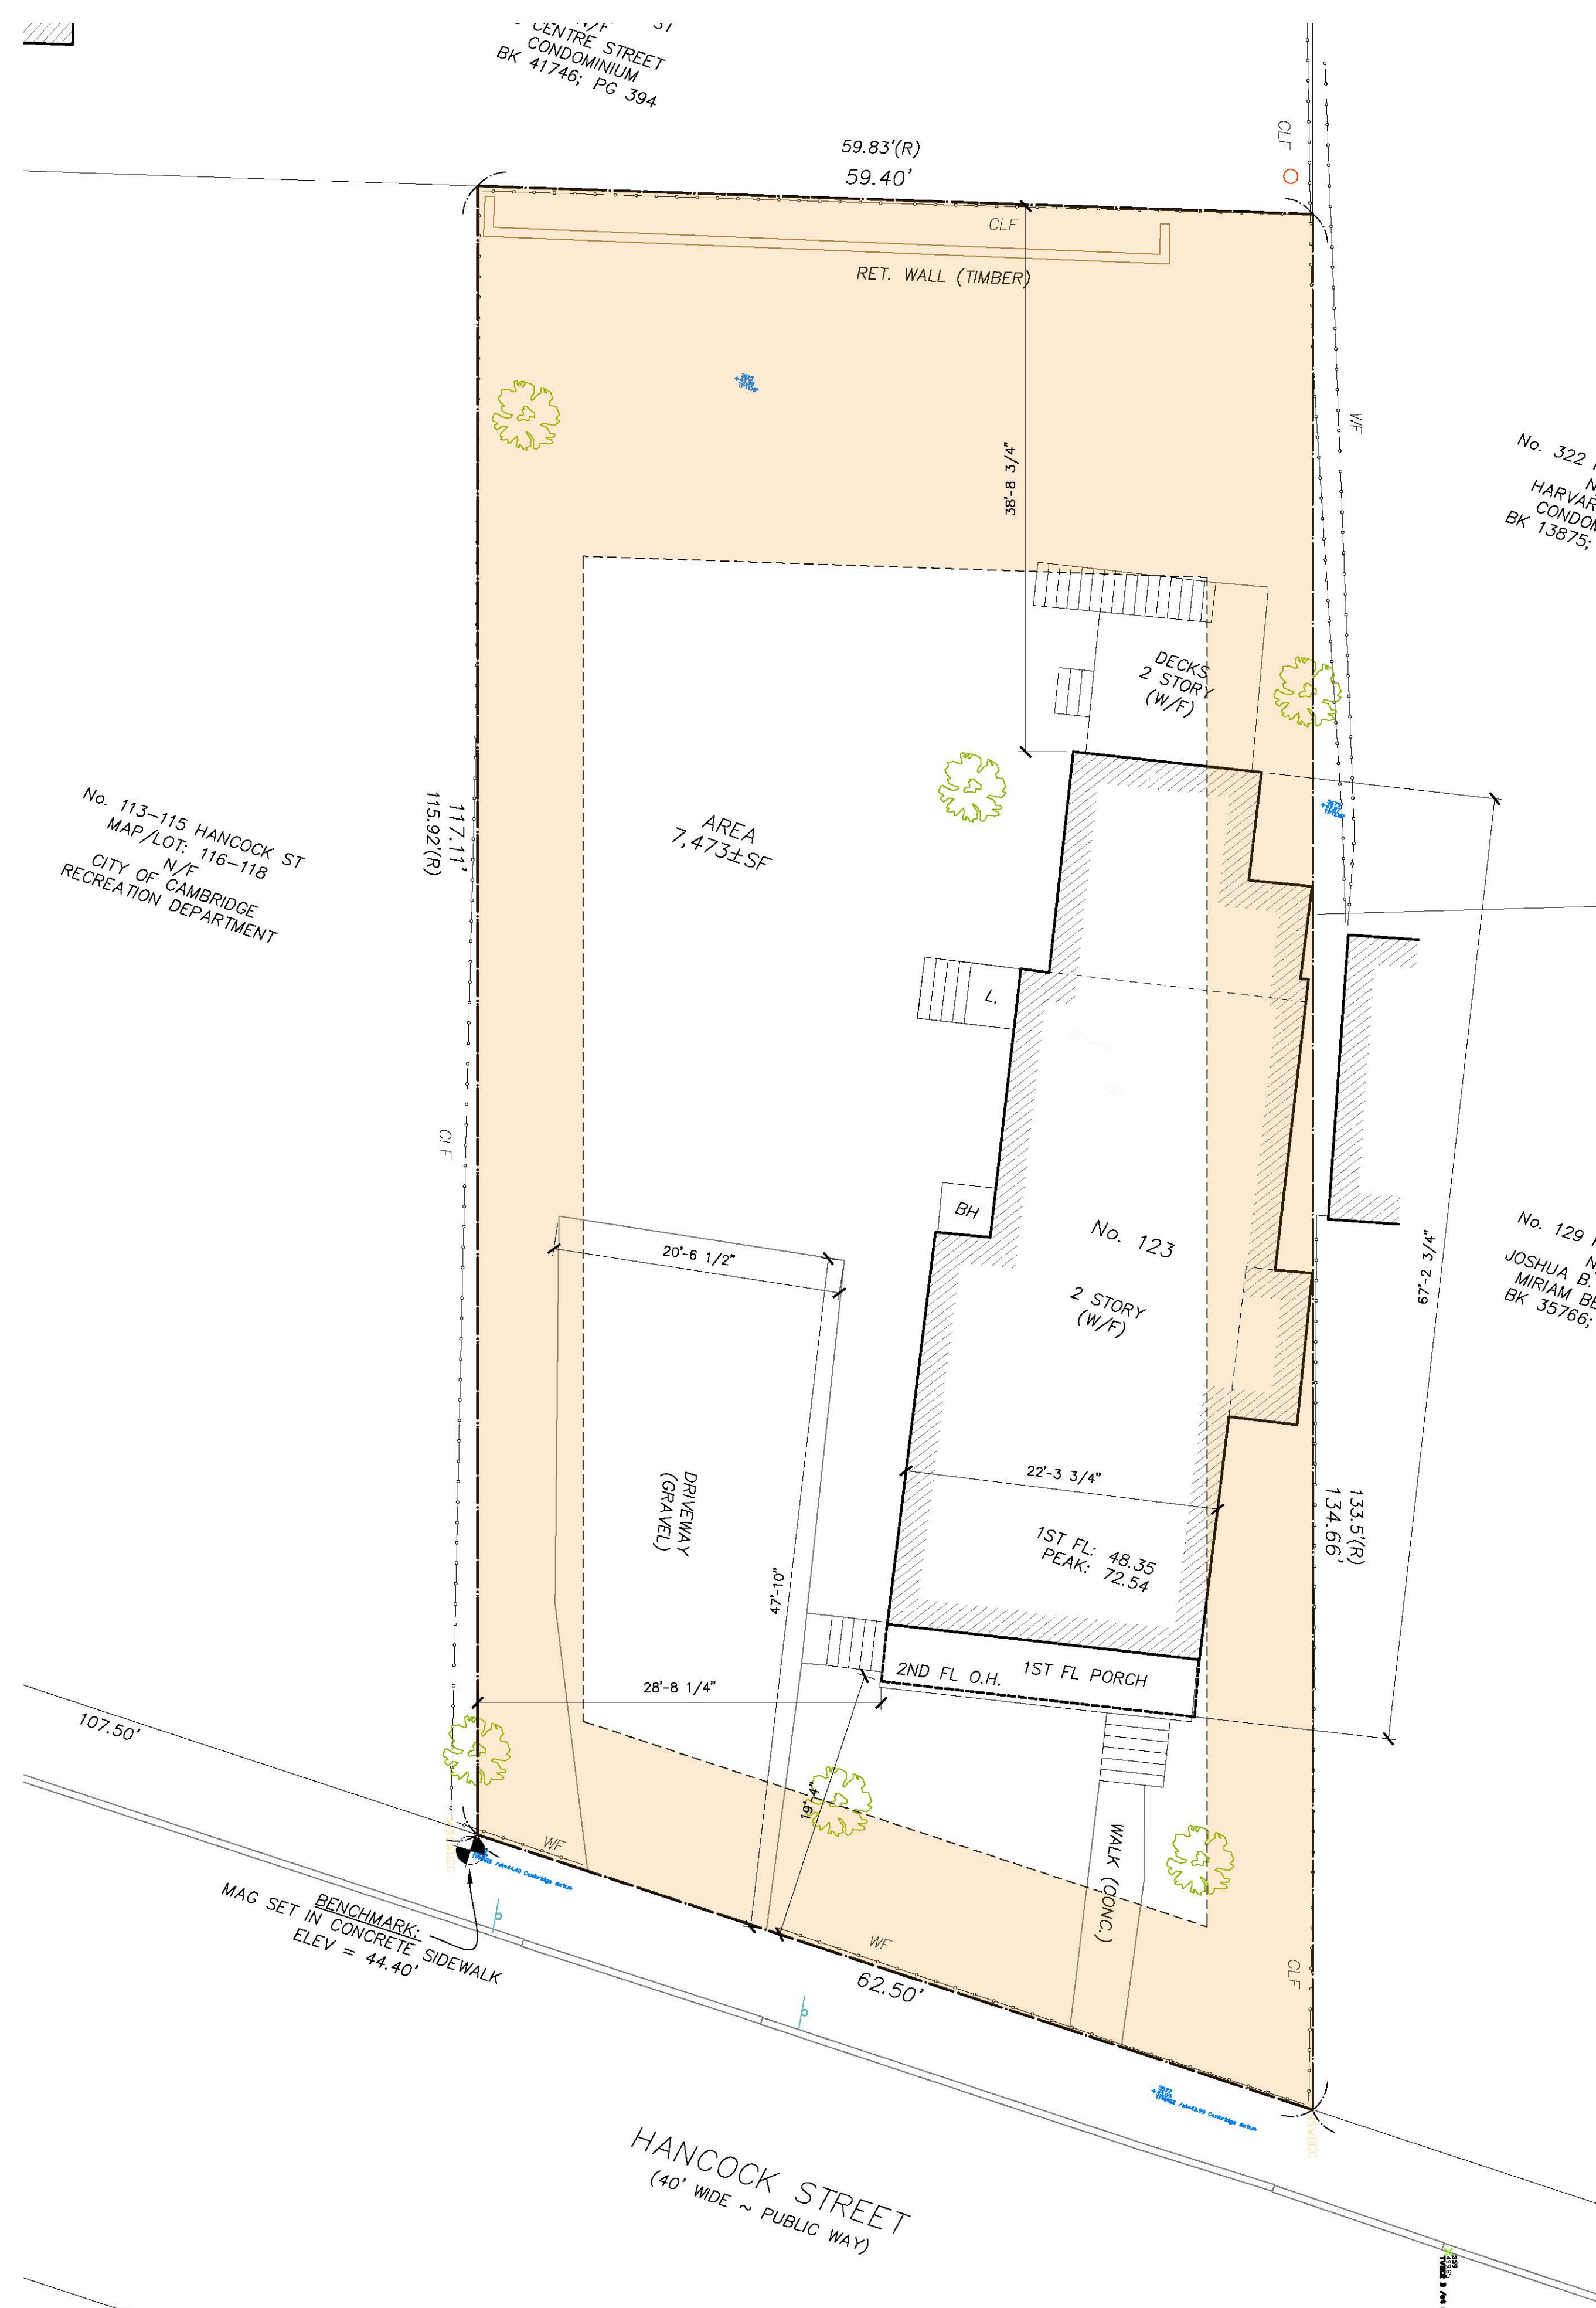 CENTRE STREET
CONDOMINIUM
BK 41746; PG 394
CLF
59.83'(R)
59.40'
CLF
RET. WALL (TIMBER)
WF
38'-8 3/4"
No. 322
HARVAR
CONDOM
BK 13875;
DECKS
2 STORY
(W/F)
No. 113-115 HANCOCK ST
MAP/LOT: 116-118
N/F
CITY OF CAMBRIDGE
RECREATION DEPARTMENT
117.11'
115.92'(R)
AREA
7,473±SF
L.
CLF
BH
No. 123
2 STORY
(W/F)
20'-6 1/2"
67'-2 3/4"
No. 129
JOSHUA B.
MIRIAM BE
BK 35766;
DRIVEWAY
(GRAVEL)
22'-3 3/4"
133.5'(R)
134.66'
1ST FL: 48.35
PEAK: 72.54
47'-10"
2ND FL O.H.
1ST FL PORCH
28'-8 1/4"
107.50'
19'-4"
WALK (CONC.)
WF
BENCHMARK:
MAG SET IN CONCRETE SIDEWALK
ELEV = 44.40'
WF
CLF
62.50'
HANCOCK STREET
(40' WIDE ~ PUBLIC WAY)